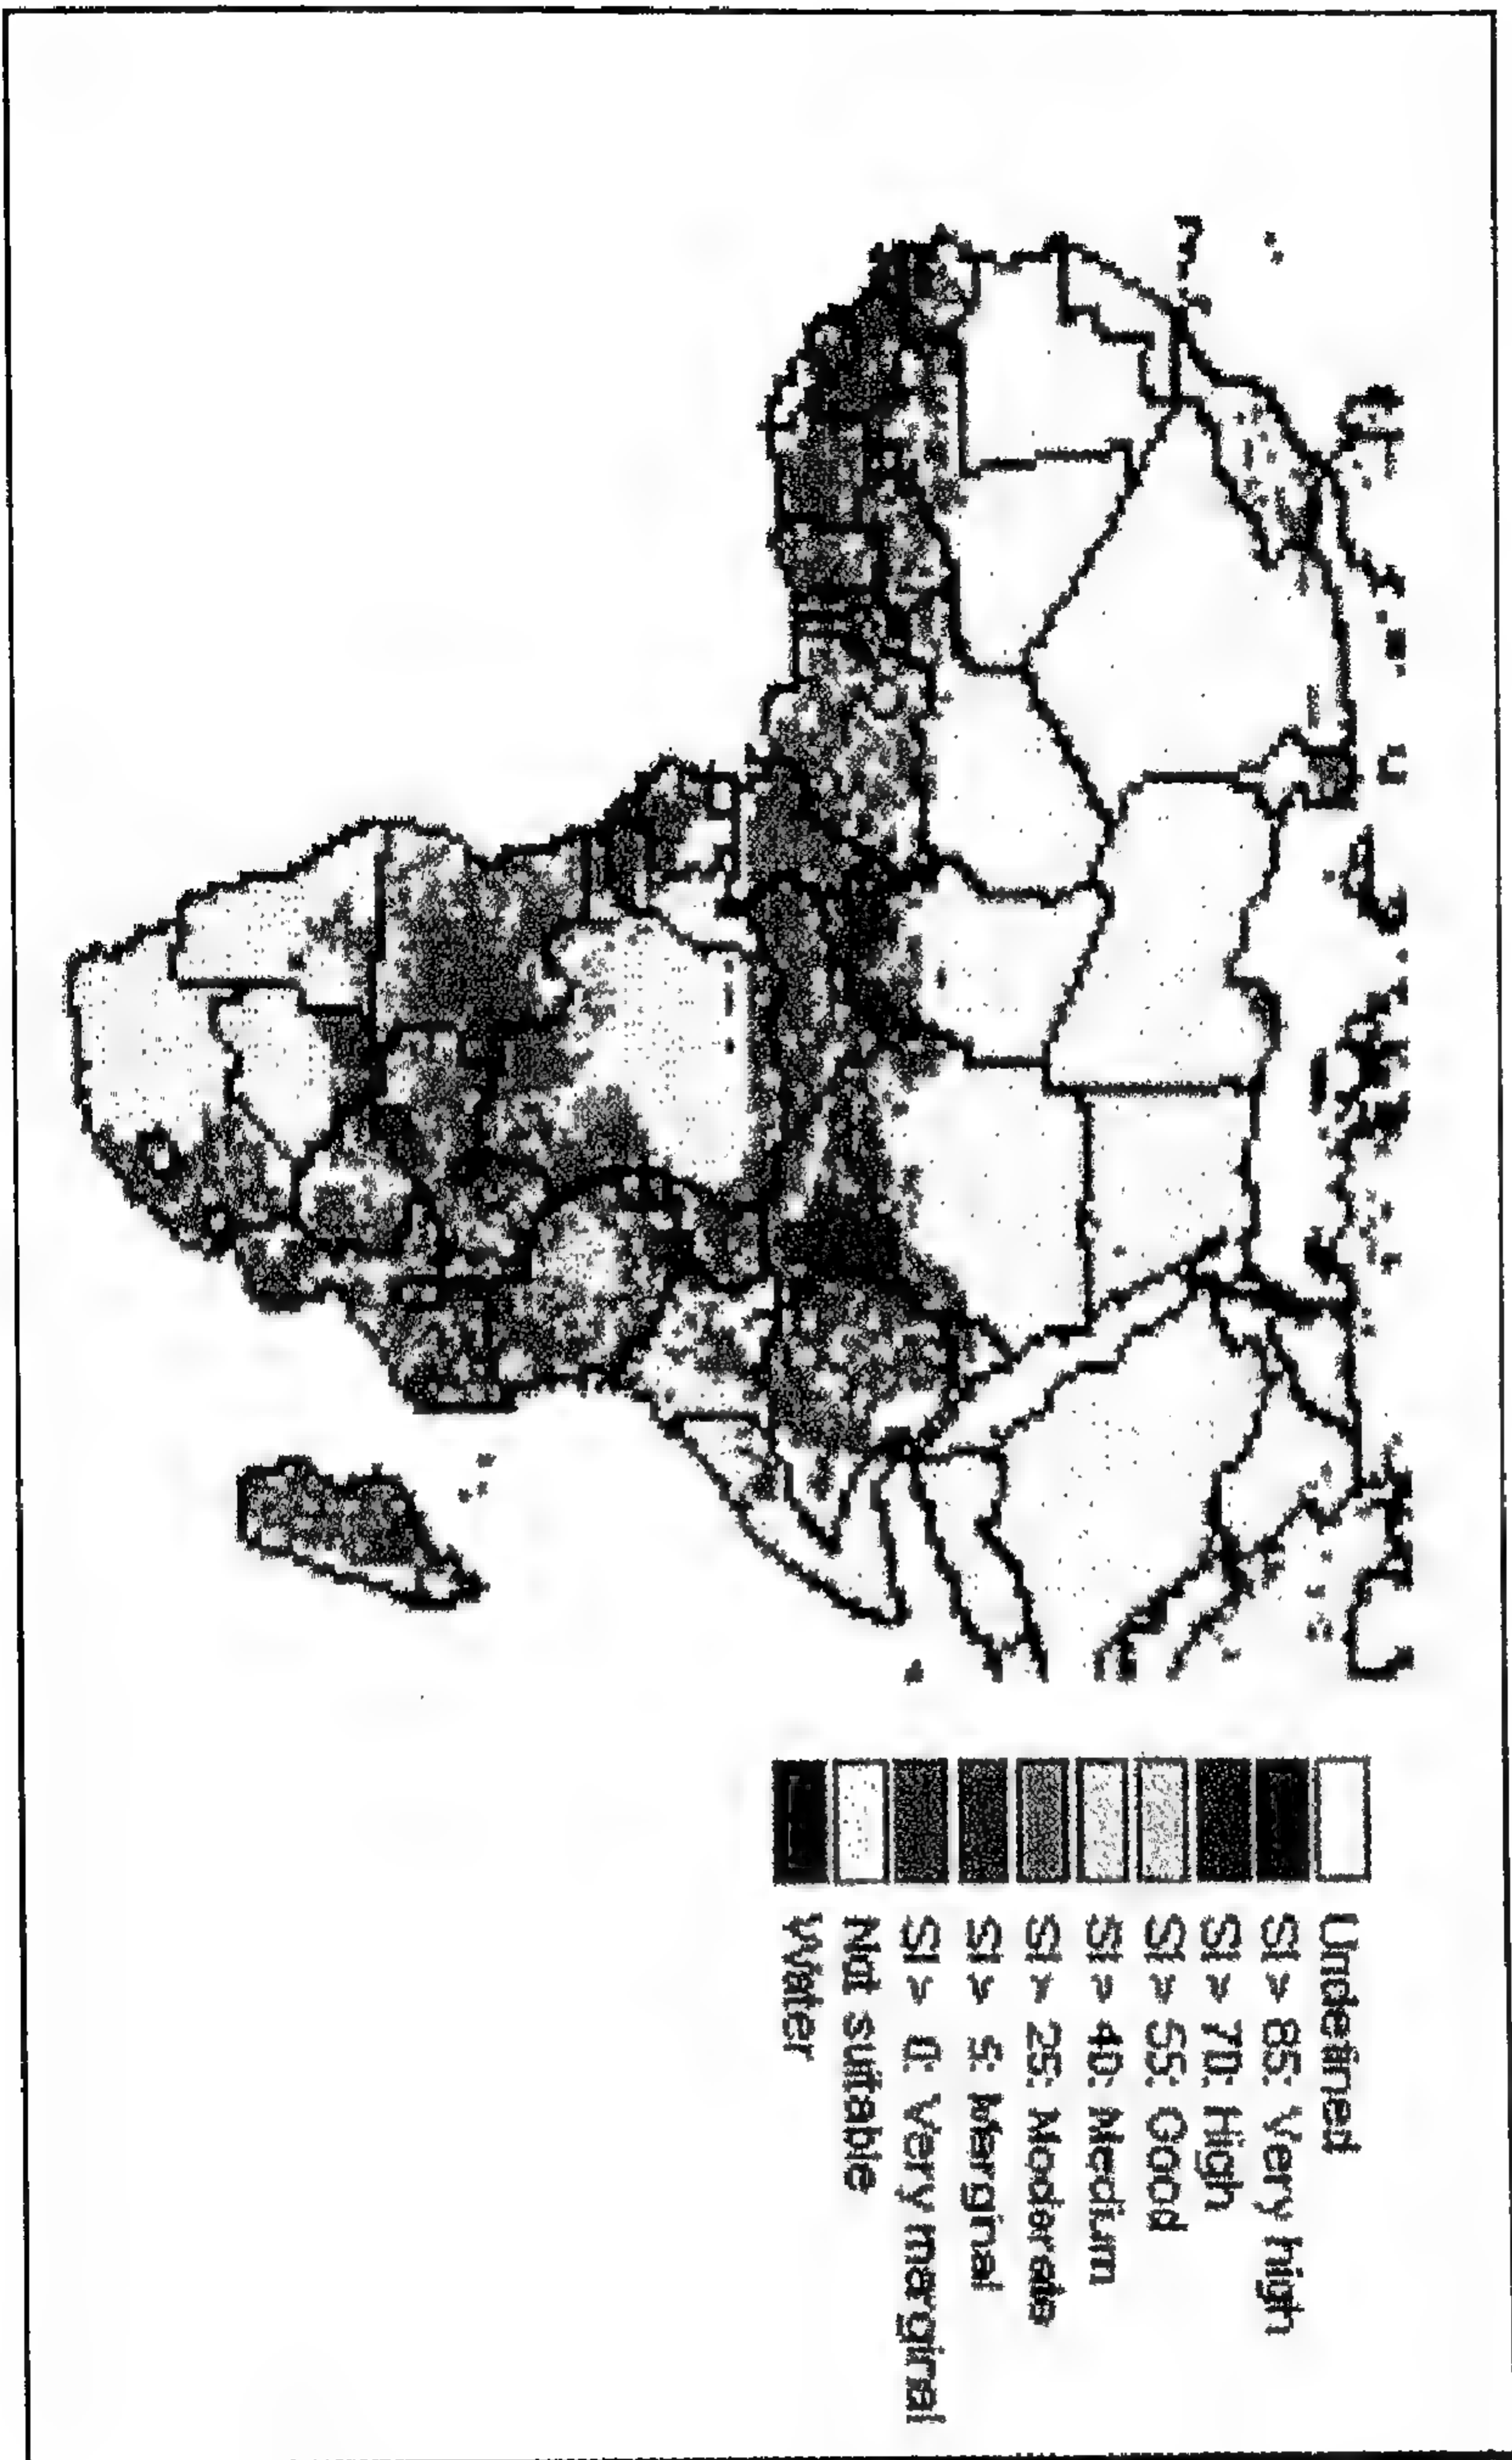 Undefined
SI > 85: Very high
SI > 70: High
SI > 55: Good
SI > 40: Medium
SI > 25: Moderate
SI > 5: Marginal
SI > 0: Very marginal
Not suitable
Water